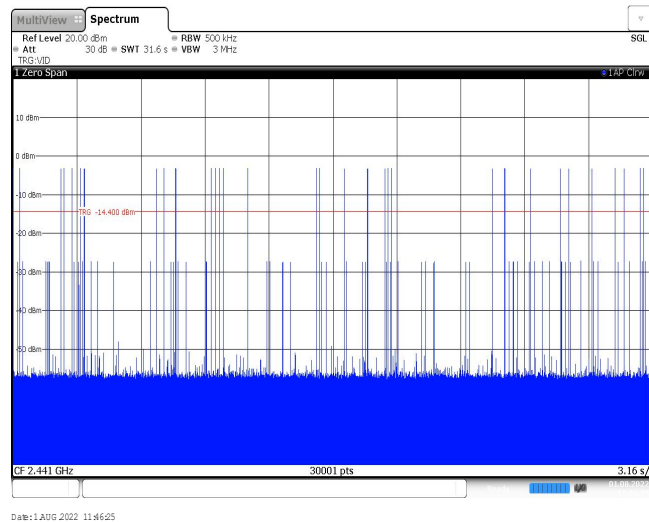 MultiView Spectrum
Ref Level 20.00 dBm RBW 500 kHz SGL
Att 30 dB SWT 31.6 s VBW 3 MHz
TRG:VID
1 Zero Span 1AP Clrw
10 dBm
0 dBm
-10 dBm
TRG -14.400 dBm
-20 dBm
-30 dBm
-40 dBm
-50 dBm
CF 2.441 GHz 30001 pts 3.16 s/
01.08.2022
Date:1.AUG.2022 11:46:25